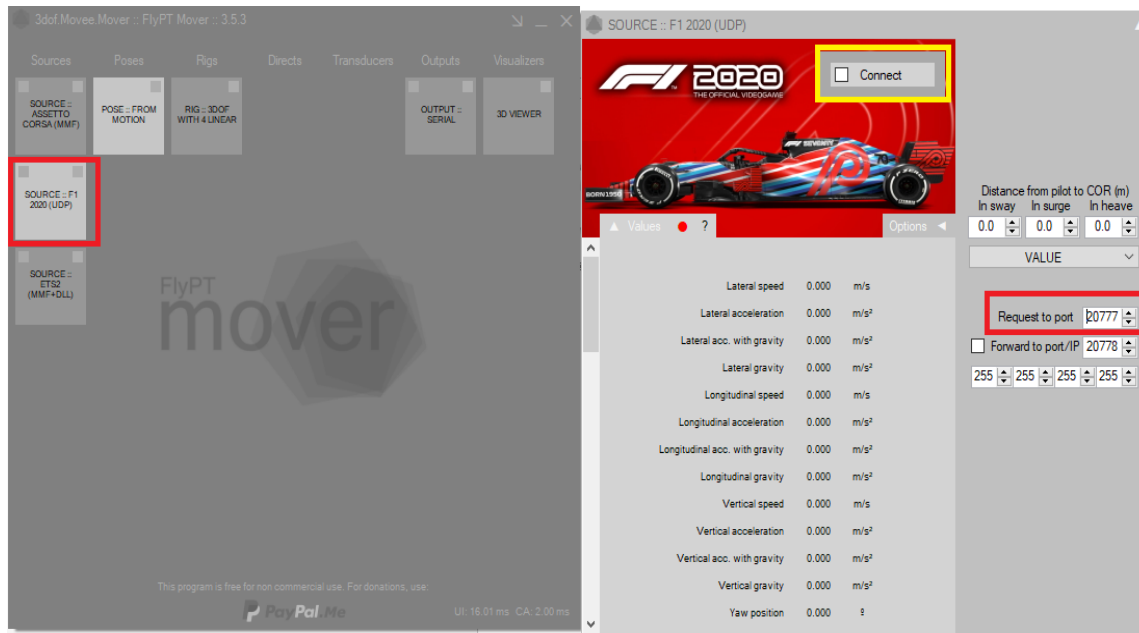 3dof.Movee.Mover :: FlyPT Mover :: 3.5.3
Sources Poses Rigs Directs Transducers Outputs Visualizers
SOURCE ::
ASSETTO
CORSA (MMF)
POSE :: FROM
MOTION
RIG :: 3DOF
WITH 4 LINEAR
OUTPUT ::
SERIAL
3D VIEWER
SOURCE :: F1
2020 (UDP)
SOURCE ::
ETS2
(MMF+DLL)
FlyPT
mover
This program is free for non commercial use. For donations, use:
PayPal.Me
UI: 16.01 ms CA: 2.00 ms
SOURCE :: F1 2020 (UDP)
F1 2020
THE OFFICIAL VIDEOGAME
Connect
SEVENTY
BORN 1950
Values ?
Options
Lateral speed 0.000 m/s
Lateral acceleration 0.000 m/s²
Lateral acc. with gravity 0.000 m/s²
Lateral gravity 0.000 m/s²
Longitudinal speed 0.000 m/s
Longitudinal acceleration 0.000 m/s²
Longitudinal acc. with gravity 0.000 m/s²
Longitudinal gravity 0.000 m/s²
Vertical speed 0.000 m/s
Vertical acceleration 0.000 m/s²
Vertical acc. with gravity 0.000 m/s²
Vertical gravity 0.000 m/s²
Yaw position 0.000 º
Distance from pilot to COR (m)
In sway In surge In heave
0.0 0.0 0.0
VALUE
Request to port 20777
Forward to port/IP 20778
255 255 255 255